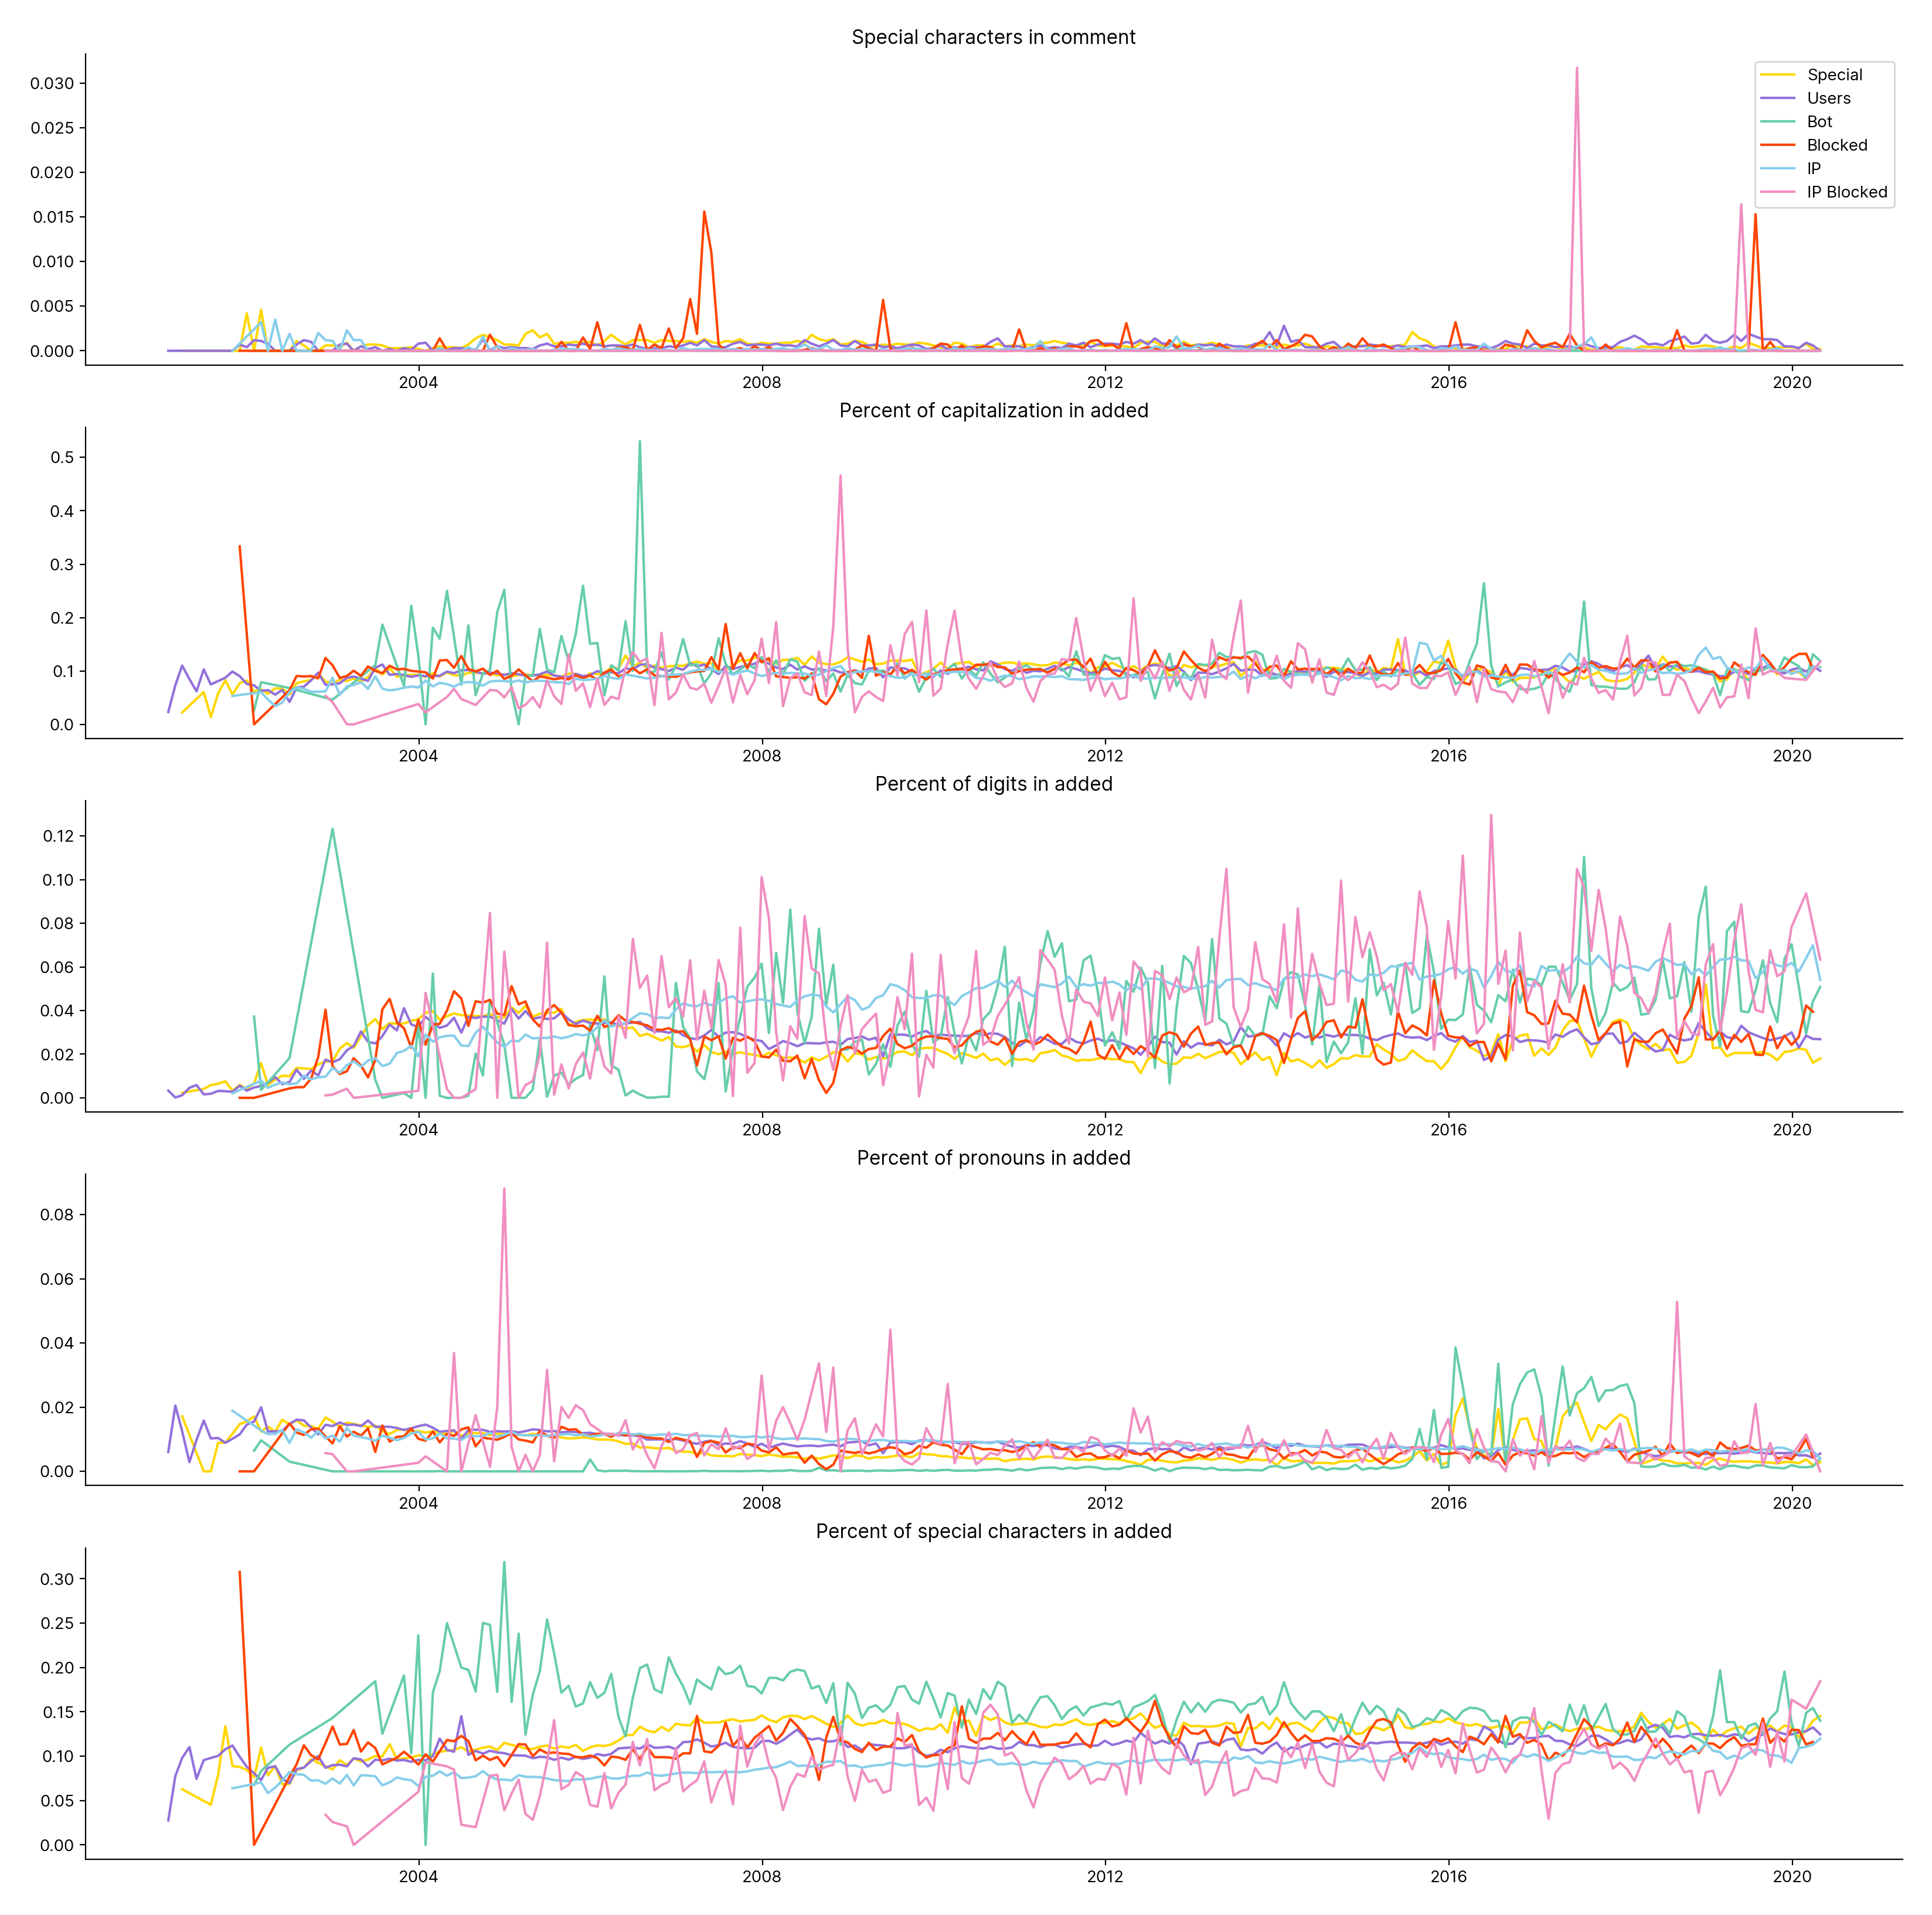 Special characters in comment
0.030
0.025
0.020
0.015
0.010
0.005
0.000
Special
Users
Bot
Blocked
IP
IP Blocked
2004 2008 2012 2016 2020
Percent of capitalization in added
0.5
0.4
0.3
0.2
0.1
0.0
2004 2008 2012 2016 2020
Percent of digits in added
0.12
0.10
0.08
0.06
0.04
0.02
0.00
2004 2008 2012 2016 2020
Percent of pronouns in added
0.08
0.06
0.04
0.02
0.00
2004 2008 2012 2016 2020
Percent of special characters in added
0.30
0.25
0.20
0.15
0.10
0.05
0.00
2004 2008 2012 2016 2020